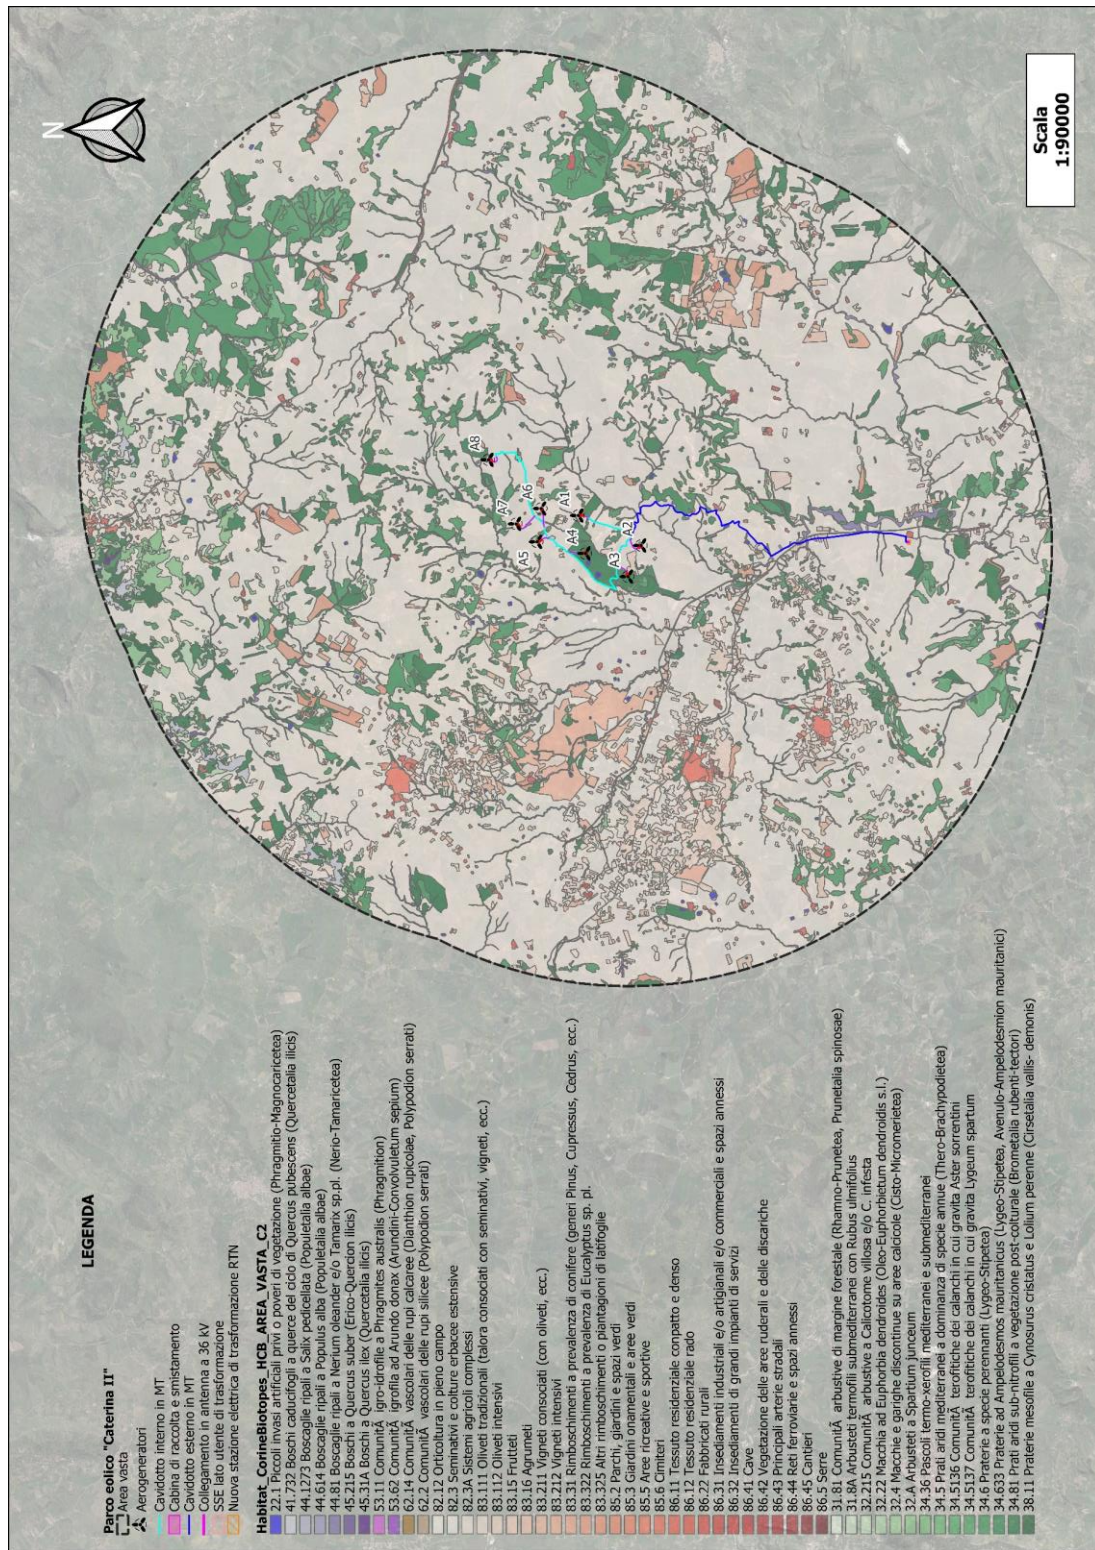 LEGENDA
Parco eolico "Caterina II"
Area vasta
Aerogeneratori
Cavidotto interno in MT
Cabina di raccolta e smistamento
Cavidotto esterno in MT
Collegamento in antenna a 36 kV
SSE lato utente di trasformazione
Nuova stazione elettrica di trasformazione RTN
Habitat_CorineBiotopes_HCB_AREA_VASTA_C2
22.1 Piccoli invasi artificiali privi o poveri di vegetazione (Phragmitio-Magnocaricetea)
41.732 Boschi caducifogli a querce del ciclo di Quercus pubescens (Quercetalia ilicis)
44.1273 Boscaglie ripali a Salix pedicellata (Populetalia albae)
44.614 Boscaglie ripali a Populus alba (Populetalia albae)
44.81 Boscaglie ripali a Nerium oleander e/o Tamarix sp.pl. (Nerio-Tamaricetea)
45.215 Boschi a Quercus suber (Erico-Quercion ilicis)
45.31A Boschi a Quercus ilex (Quercetalia ilicis)
53.11 ComunitÃ  igro-idrofile a Phragmites australis (Phragmition)
53.62 ComunitÃ  igrofila ad Arundo donax (Arundini-Convolvuletum sepium)
62.14 ComunitÃ  vascolari delle rupi calcaree (Dianthion rupicolae, Polypodion serrati)
62.2 ComunitÃ  vascolari delle rupi silicee (Polypodion serrati)
82.12 Orticoltura in pieno campo
82.3 Seminativi e colture erbacee estensive
82.3A Sistemi agricoli complessi
83.111 Oliveti tradizionali (talora consociati con seminativi, vigneti, ecc.)
83.112 Oliveti intensivi
83.15 Frutteti
83.16 Agrumeti
83.211 Vigneti consociati (con oliveti, ecc.)
83.212 Vigneti intensivi
83.31 Rimboschimenti a prevalenza di conifere (generi Pinus, Cupressus, Cedrus, ecc.)
83.322 Rimboschimenti a prevalenza di Eucalyptus sp. pl.
83.325 Altri rimboschimenti o piantagioni di latifoglie
85.2 Parchi, giardini e spazi verdi
85.3 Giardini ornamentali e aree verdi
85.5 Aree ricreative e sportive
85.6 Cimiteri
86.11 Tessuto residenziale compatto e denso
86.12 Tessuto residenziale rado
86.22 Fabbricati rurali
86.31 Insediamenti industriali e/o artigianali e/o commerciali e spazi annessi
86.32 Insediamenti di grandi impianti di servizi
86.41 Cave
86.42 Vegetazione delle aree ruderali e delle discariche
86.43 Principali arterie stradali
86.44 Reti ferroviarie e spazi annessi
86.45 Cantieri
86.5 Serre
31.81 ComunitÃ  arbustive di margine forestale (Rhamno-Prunetea, Prunetalia spinosae)
31.8A Arbusteti termofili submediterranei con Rubus ulmifolius
32.215 ComunitÃ  arbustive a Calicotome villosa e/o C. infesta
32.22 Macchia ad Euphorbia dendroides (Oleo-Euphorbietum dendroidis s.l.)
32.4 Macchie e garighe discontinue su aree calcicole (Cisto-Micromerietea)
32.A Arbusteti a Spartium junceum
34.36 Pascoli termo-xerofili mediterranei e submediterranei
34.5 Prati aridi mediterranei a dominanza di specie annue (Thero-Brachypodietea)
34.5136 ComunitÃ  terofitiche dei calanchi in cui gravita Aster sorrentini
34.5137 ComunitÃ  terofitiche dei calanchi in cui gravita Lygeum spartum
34.6 Praterie a specie perennanti (Lygeo-Stipetea)
34.633 Praterie ad Ampelodesmos mauritanicus (Lygeo-Stipetea, Avenulo-Ampelodesmion mauritanici)
34.81 Prati aridi sub-nitrofili a vegetazione post-colturale (Brometalia rubenti-tectori)
38.11 Praterie mesofile a Cynosurus cristatus e Lolium perenne (Cirsetalia vallis- demonis)
N
A8
A7
A6
A5
A1
A4
A2
A3
Scala
1:90000